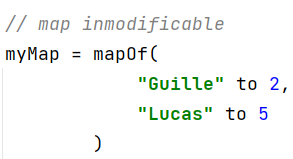 // map inmodificable
myMap = mapOf(
"Guille" to 2,
"Lucas" to 5
)